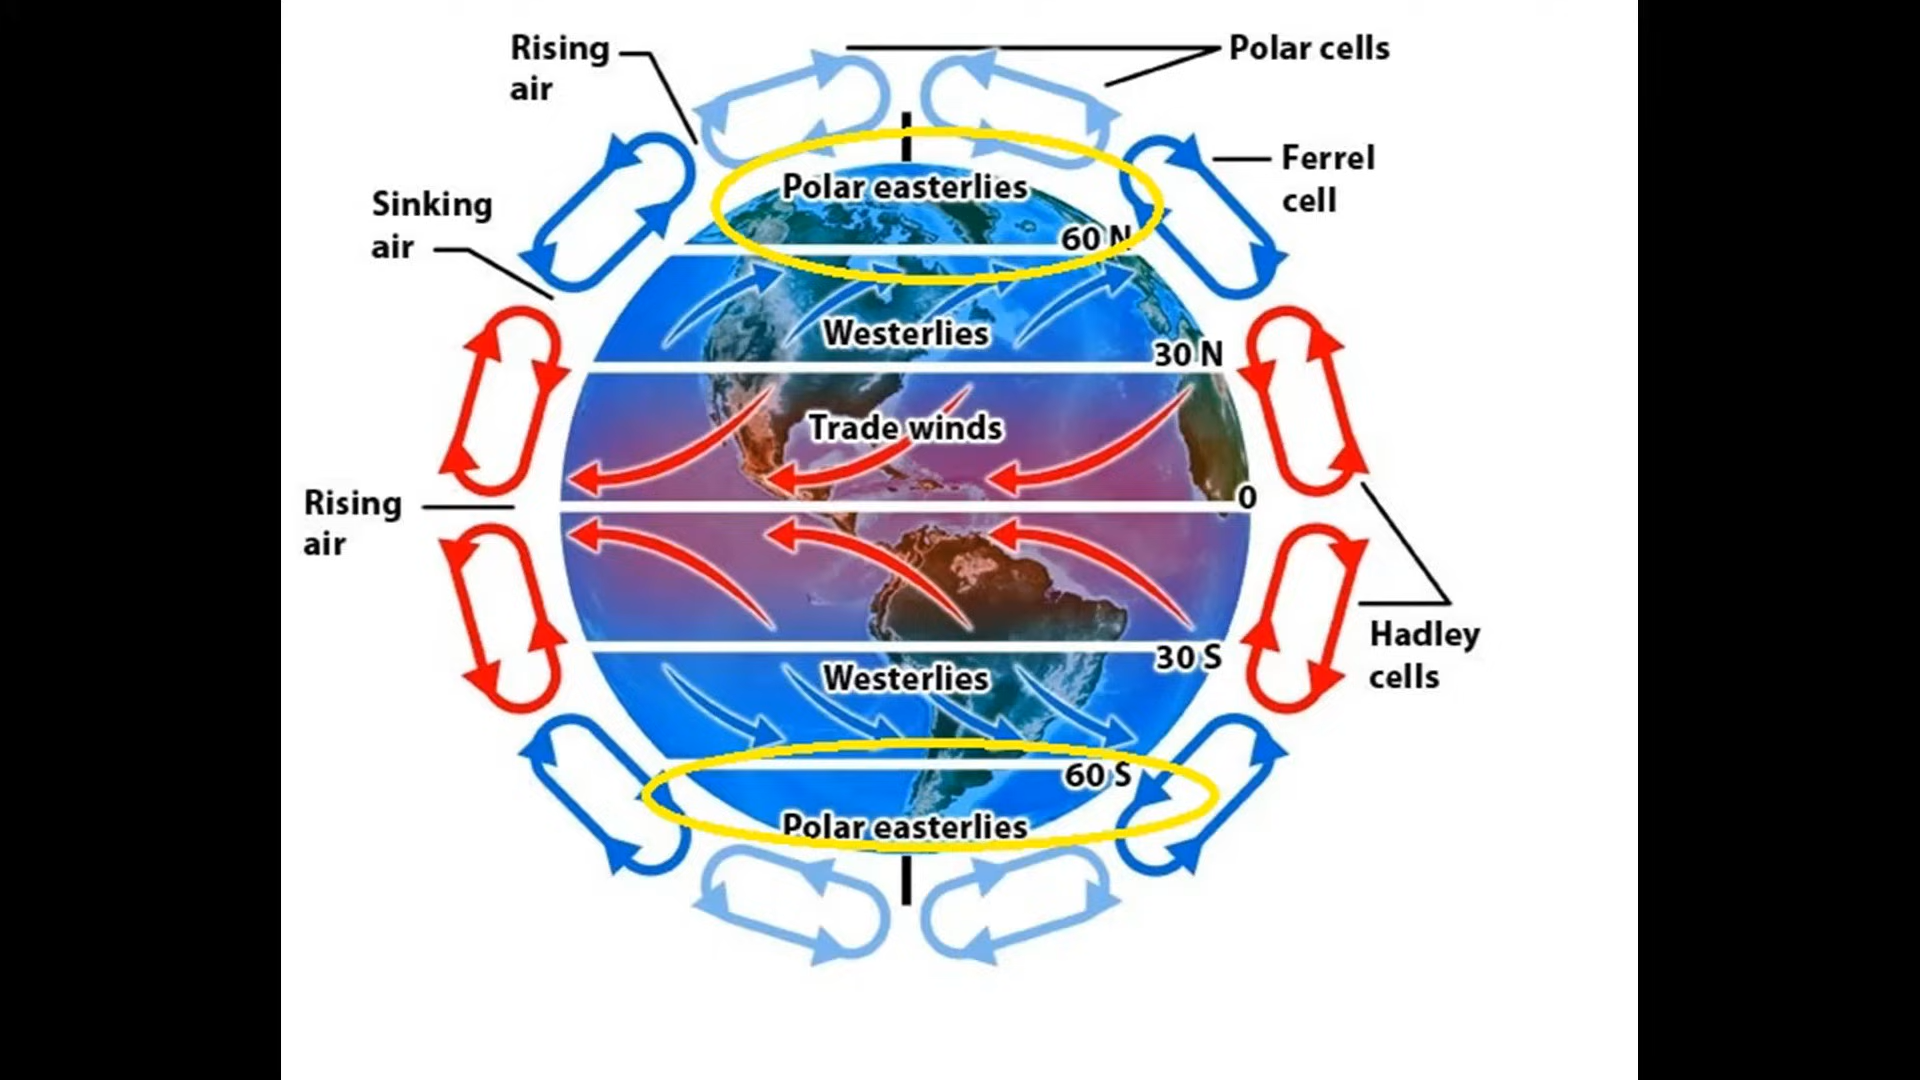 Rising
air
Polar cells
Ferrel
cell
Polar easterlies
Sinking
air
60 N
Westerlies
30 N
Trade winds
Rising
air
0
Hadley
cells
30 S
Westerlies
60 S
Polar easterlies